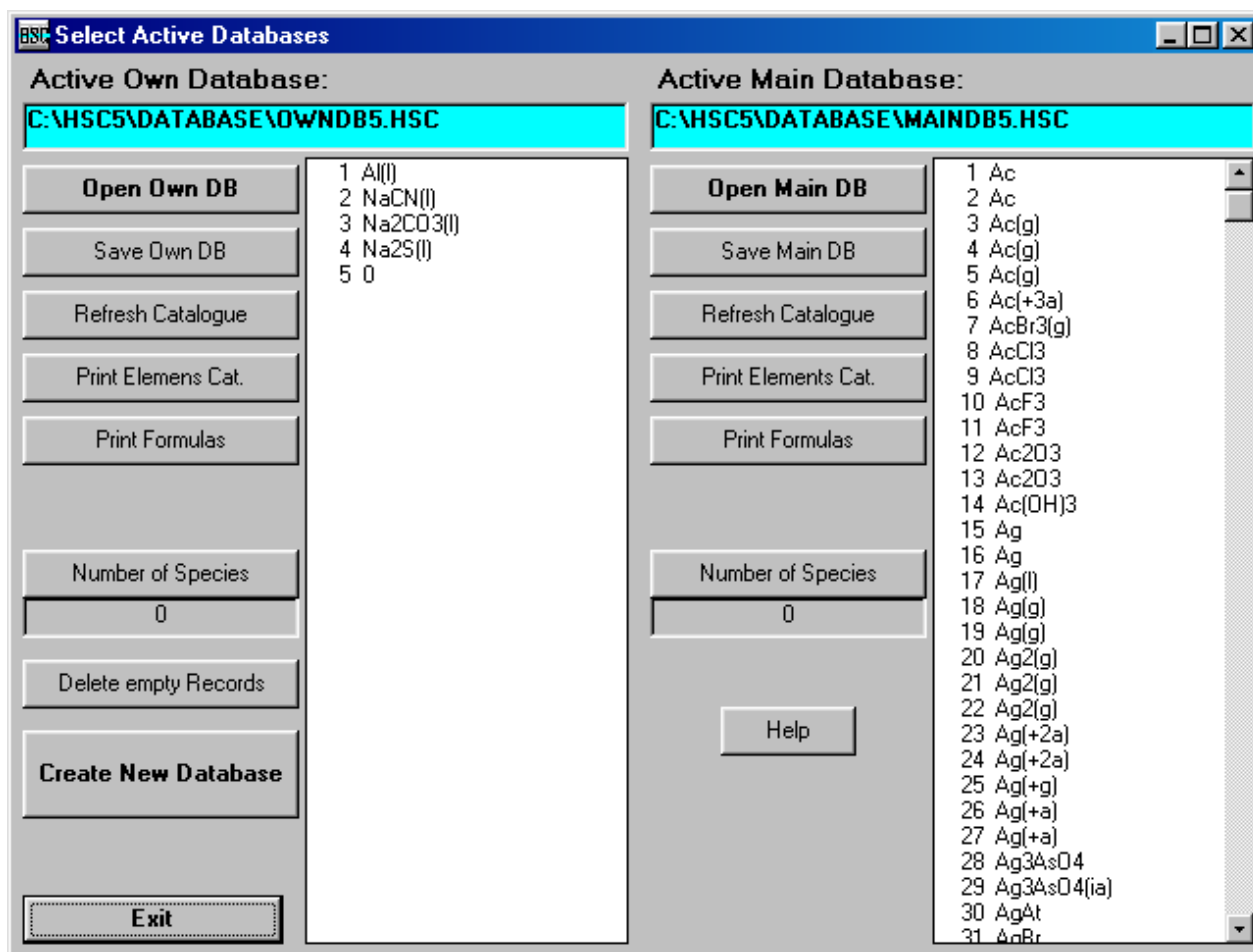 HSC Select Active Databases
Active Own Database:
C:\HSC5\DATABASE\OWNDB5.HSC
Open Own DB
Save Own DB
Refresh Catalogue
Print Elemens Cat.
Print Formulas
Number of Species
0
Delete empty Records
Create New Database
Exit
1 Al(l)
2 NaCN(l)
3 Na2CO3(l)
4 Na2S(l)
5 0
Active Main Database:
C:\HSC5\DATABASE\MAINDB5.HSC
Open Main DB
Save Main DB
Refresh Catalogue
Print Elements Cat.
Print Formulas
Number of Species
0
Help
1 Ac
2 Ac
3 Ac(g)
4 Ac(g)
5 Ac(g)
6 Ac(+3a)
7 AcBr3(g)
8 AcCl3
9 AcCl3
10 AcF3
11 AcF3
12 Ac2O3
13 Ac2O3
14 Ac(OH)3
15 Ag
16 Ag
17 Ag(l)
18 Ag(g)
19 Ag(g)
20 Ag2(g)
21 Ag2(g)
22 Ag2(g)
23 Ag(+2a)
24 Ag(+2a)
25 Ag(+g)
26 Ag(+a)
27 Ag(+a)
28 Ag3AsO4
29 Ag3AsO4(ia)
30 AgAt
31 AgBr